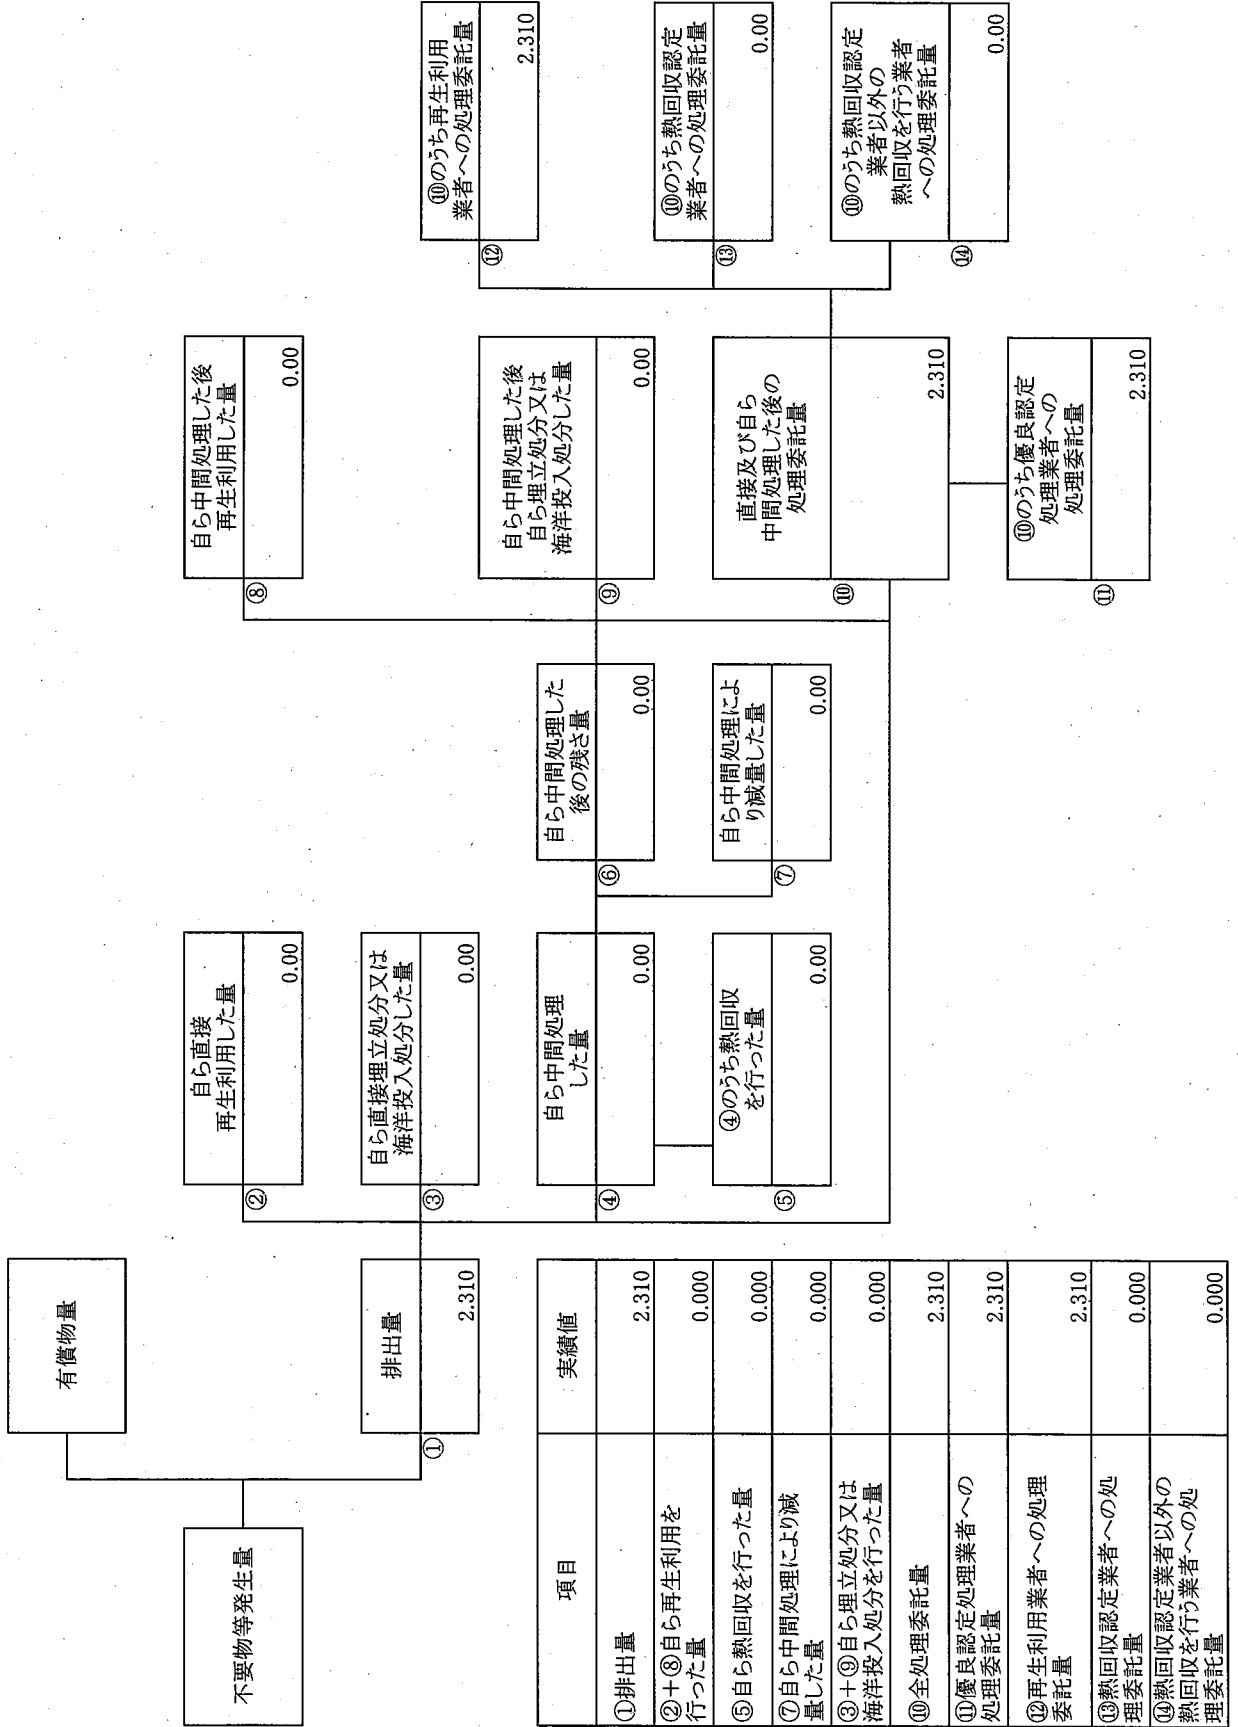 有償物量
不要物等発生量
排出量
①
2.310
自ら直接
再生利用した量
②
0.00
自ら直接埋立処分又は
海洋投入処分した量
③
0.00
自ら中間処理
した量
④
0.00
④のうち熱回収
を行った量
⑤
0.00
自ら中間処理した
後の残さ量
⑥
0.00
自ら中間処理によ
り減量した量
⑦
0.00
自ら中間処理した後
再生利用した量
⑧
0.00
自ら中間処理した後
自ら埋立処分又は
海洋投入処分した量
⑨
0.00
直接及び自ら
中間処理した後の
処理委託量
⑩
2.310
⑩のうち優良認定
処理業者への
処理委託量
⑪
2.310
⑩のうち再生利用
業者への処理委託量
⑫
2.310
⑩のうち熱回収認定
業者への処理委託量
⑬
0.00
⑩のうち熱回収認定
業者以外の
熱回収を行う業者
への処理委託量
⑭
0.00
項目 実績値
①排出量 2.310
②+⑧自ら再生利用を
行った量 0.000
⑤自ら熱回収を行った量 0.000
⑦自ら中間処理により減
量した量 0.000
③+⑨自ら埋立処分又は
海洋投入処分を行った量 0.000
⑩全処理委託量 2.310
⑪優良認定処理業者への
処理委託量 2.310
⑫再生利用業者への処理
委託量 2.310
⑬熱回収認定業者への処
理委託量 0.000
⑭熱回収認定業者以外の
熱回収を行う業者への処
理委託量 0.000